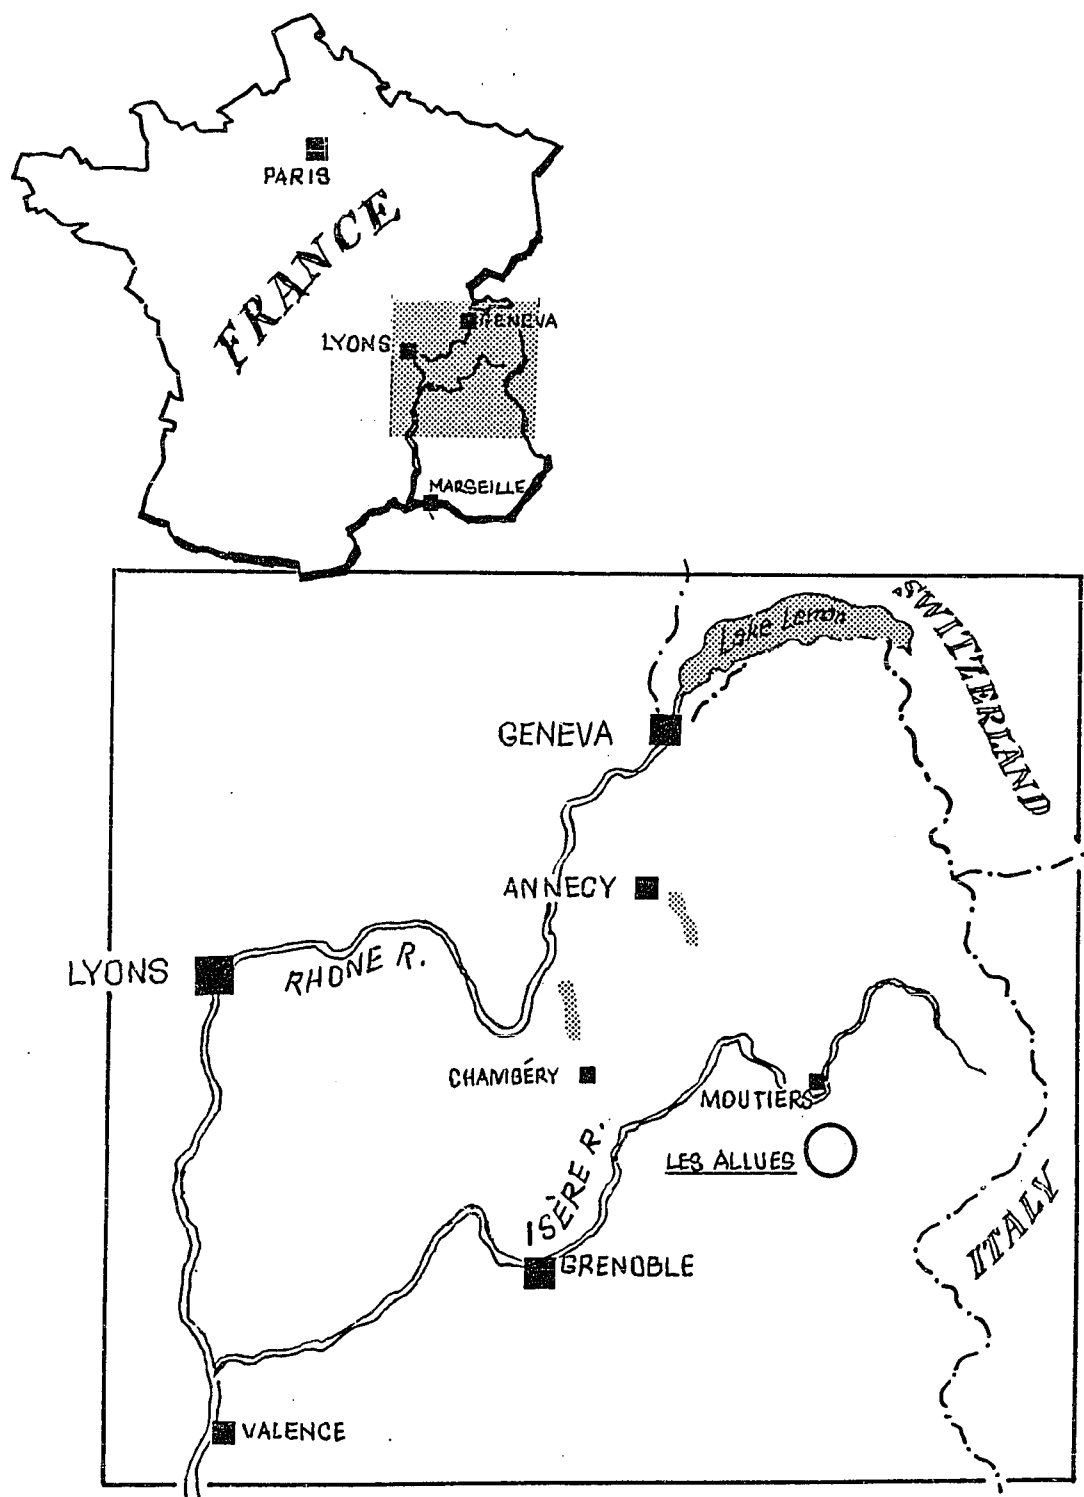 PARIS
FRANCE
GENEVA
LYONS
MARSEILLE
Lake Leman
SWITZERLAND
GENEVA
ANNECY
LYONS
RHONE R.
CHAMBÉRY
MOUTIERS
LES ALLUES
ISÈRE R.
ITALY
GRENOBLE
VALENCE